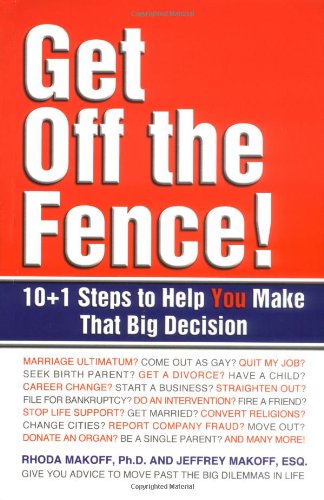 Get
Off the
Fence!
10+1 Steps to Help You Make
That Big Decision
MARRIAGE ULTIMATUM? COME OUT AS GAY? QUIT MY JOB?
SEEK BIRTH PARENT? GET A DIVORCE? HAVE A CHILD?
CAREER CHANGE? START A BUSINESS? STRAIGHTEN OUT?
FILE FOR BANKRUPTCY? DO AN INTERVENTION? FIRE A FRIEND?
STOP LIFE SUPPORT? GET MARRIED? CONVERT RELIGIONS?
CHANGE CITIES? REPORT COMPANY FRAUD? MOVE OUT?
DONATE AN ORGAN? BE A SINGLE PARENT? AND MANY MORE!
RHODA MAKOFF, Ph.D. AND JEFFREY MAKOFF, ESQ.
GIVE YOU ADVICE TO MOVE PAST THE BIG DILEMMAS IN LIFE